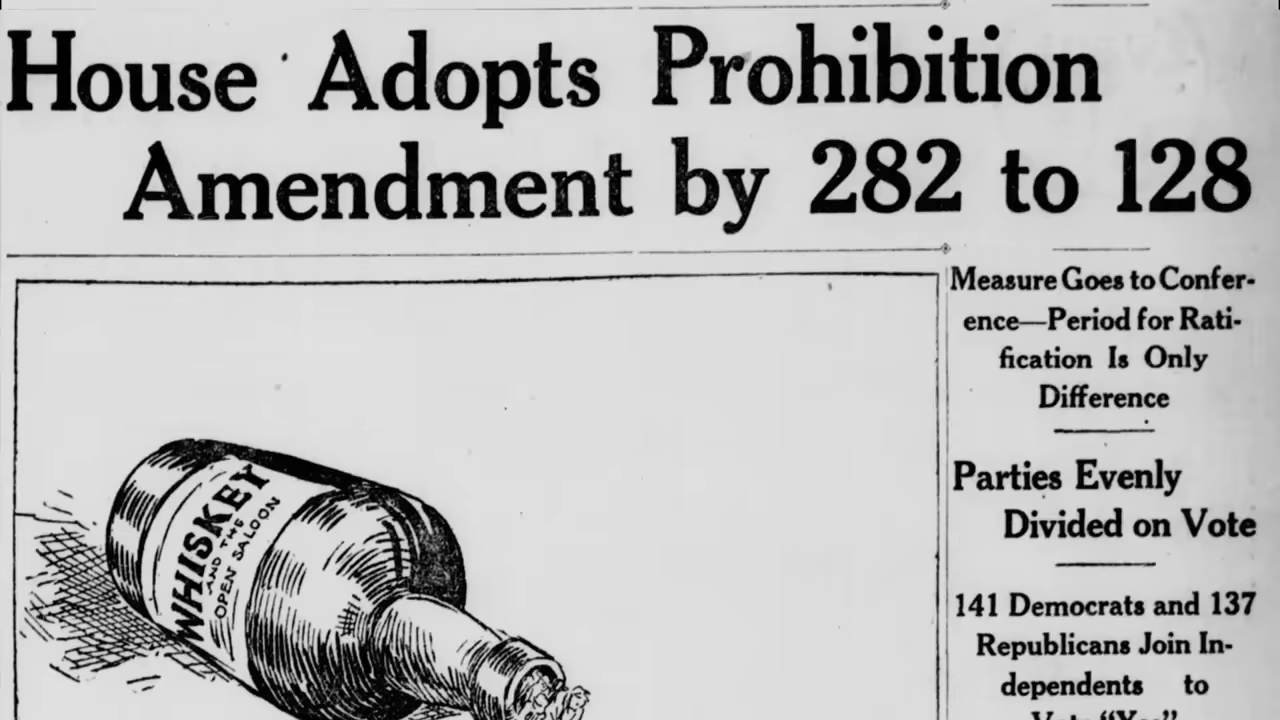 House Adopts Prohibition
Amendment by 282 to 128
Measure Goes to Confer-
ence—Period for Rati-
fication Is Only
Difference
Parties Evenly
Divided on Vote
141 Democrats and 137
Republicans Join In-
dependents to
Vote "Yes"
WHISKEY
AND THE
OPEN SALOON